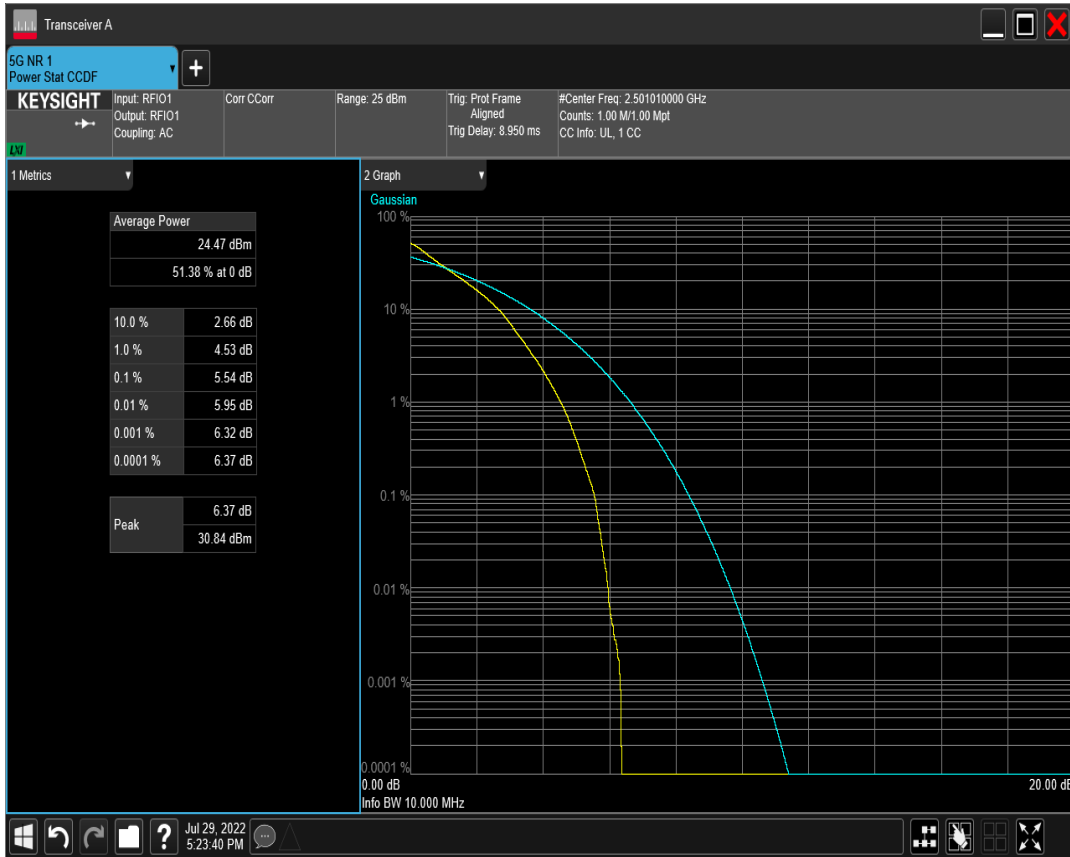 Transceiver A
5G NR 1
Power Stat CCDF
KEYSIGHT
LXI
Input: RFIO1
Output: RFIO1
Coupling: AC
Corr CCorr
Range: 25 dBm
Trig: Prot Frame
Aligned
Trig Delay: 8.950 ms
#Center Freq: 2.501010000 GHz
Counts: 1.00 M/1.00 Mpt
CC Info: UL, 1 CC
1 Metrics
Average Power
24.47 dBm
51.38 % at 0 dB
10.0 % 2.66 dB
1.0 % 4.53 dB
0.1 % 5.54 dB
0.01 % 5.95 dB
0.001 % 6.32 dB
0.0001 % 6.37 dB
Peak
6.37 dB
30.84 dBm
2 Graph
Gaussian
100 %
10 %
1 %
0.1 %
0.01 %
0.001 %
0.0001 %
0.00 dB 20.00 dB
Info BW 10.000 MHz
Jul 29, 2022
5:23:40 PM